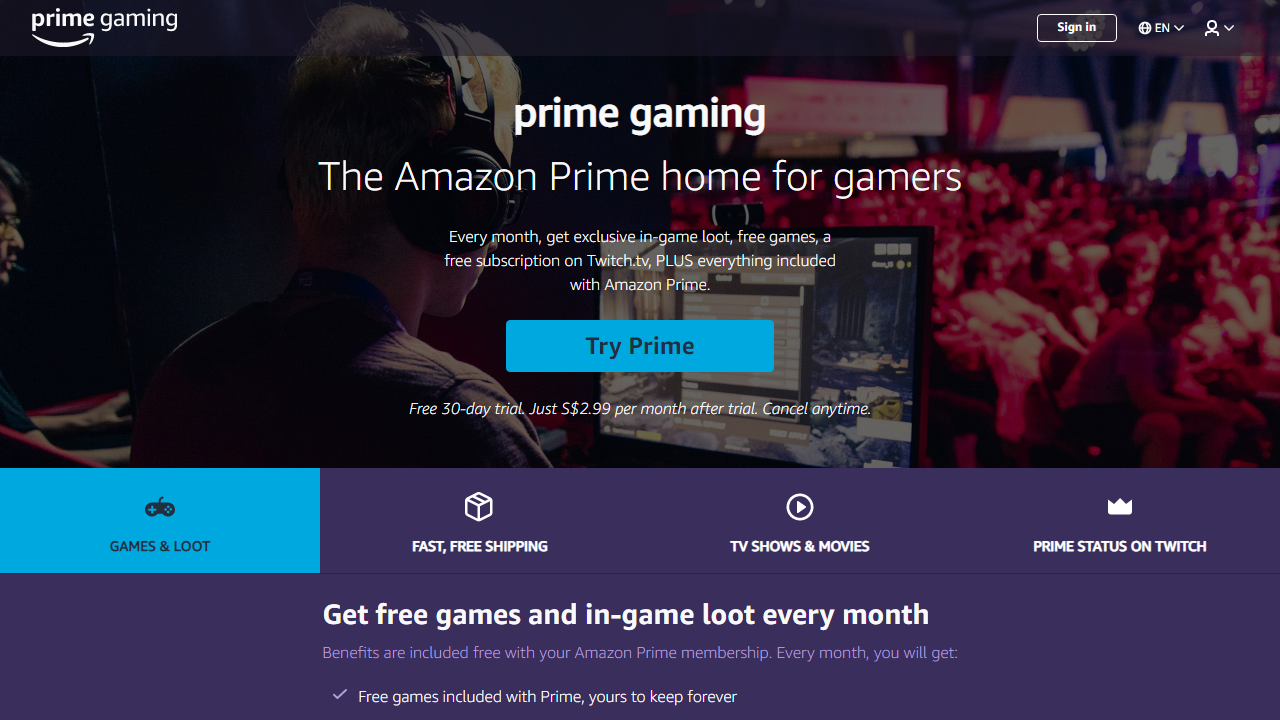 prime gaming
Sign in
EN
prime gaming
The Amazon Prime home for gamers
Every month, get exclusive in-game loot, free games, a
free subscription on Twitch.tv, PLUS everything included
with Amazon Prime.
Try Prime
Free 30-day trial. Just S$2.99 per month after trial. Cancel anytime.
GAMES & LOOT
FAST, FREE SHIPPING
TV SHOWS & MOVIES
PRIME STATUS ON TWITCH
Get free games and in-game loot every month
Benefits are included free with your Amazon Prime membership. Every month, you will get:
Free games included with Prime, yours to keep forever